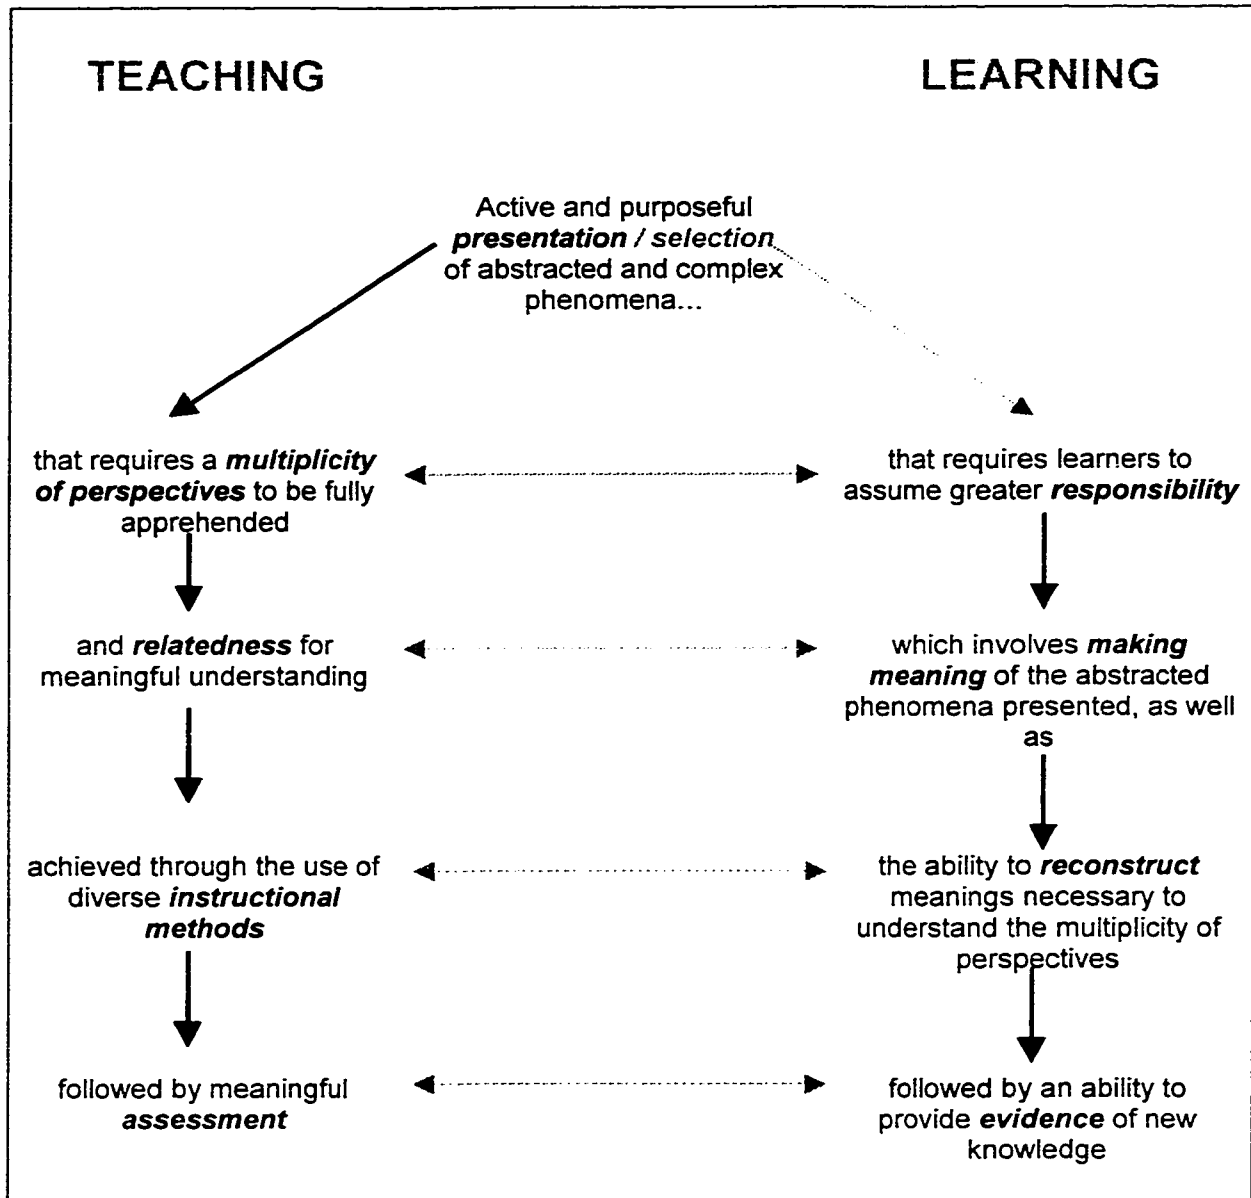 TEACHING
LEARNING
Active and purposeful
presentation / selection
of abstracted and complex
phenomena...
that requires a multiplicity
of perspectives to be fully
apprehended
that requires learners to
assume greater responsibility
and relatedness for
meaningful understanding
which involves making
meaning of the abstracted
phenomena presented, as well
as
achieved through the use of
diverse instructional
methods
the ability to reconstruct
meanings necessary to
understand the multiplicity of
perspectives
followed by meaningful
assessment
followed by an ability to
provide evidence of new
knowledge